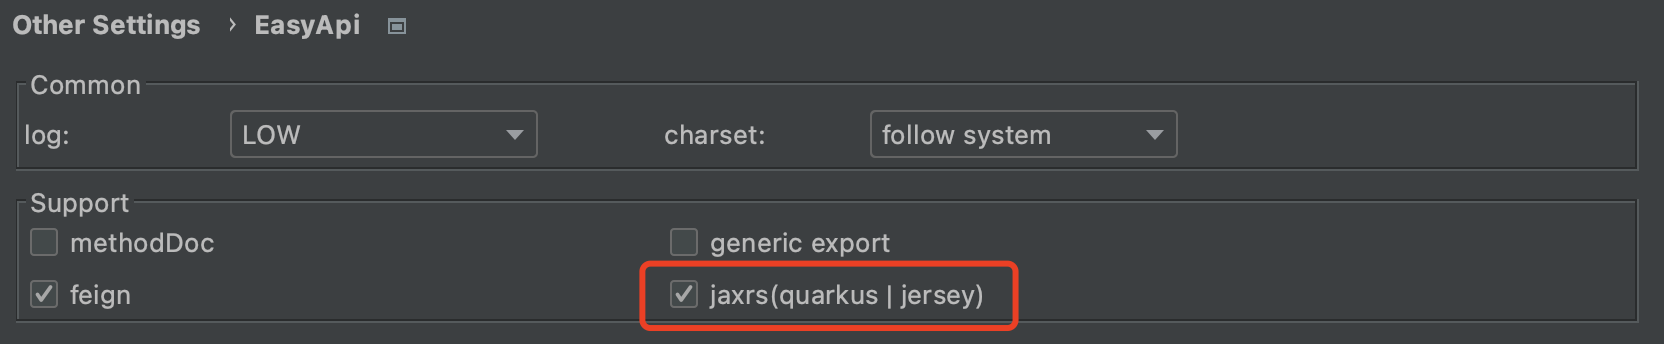 Other Settings › EasyApi
Common
log: LOW charset: follow system
Support
methodDoc generic export
feign jaxrs(quarkus | jersey)